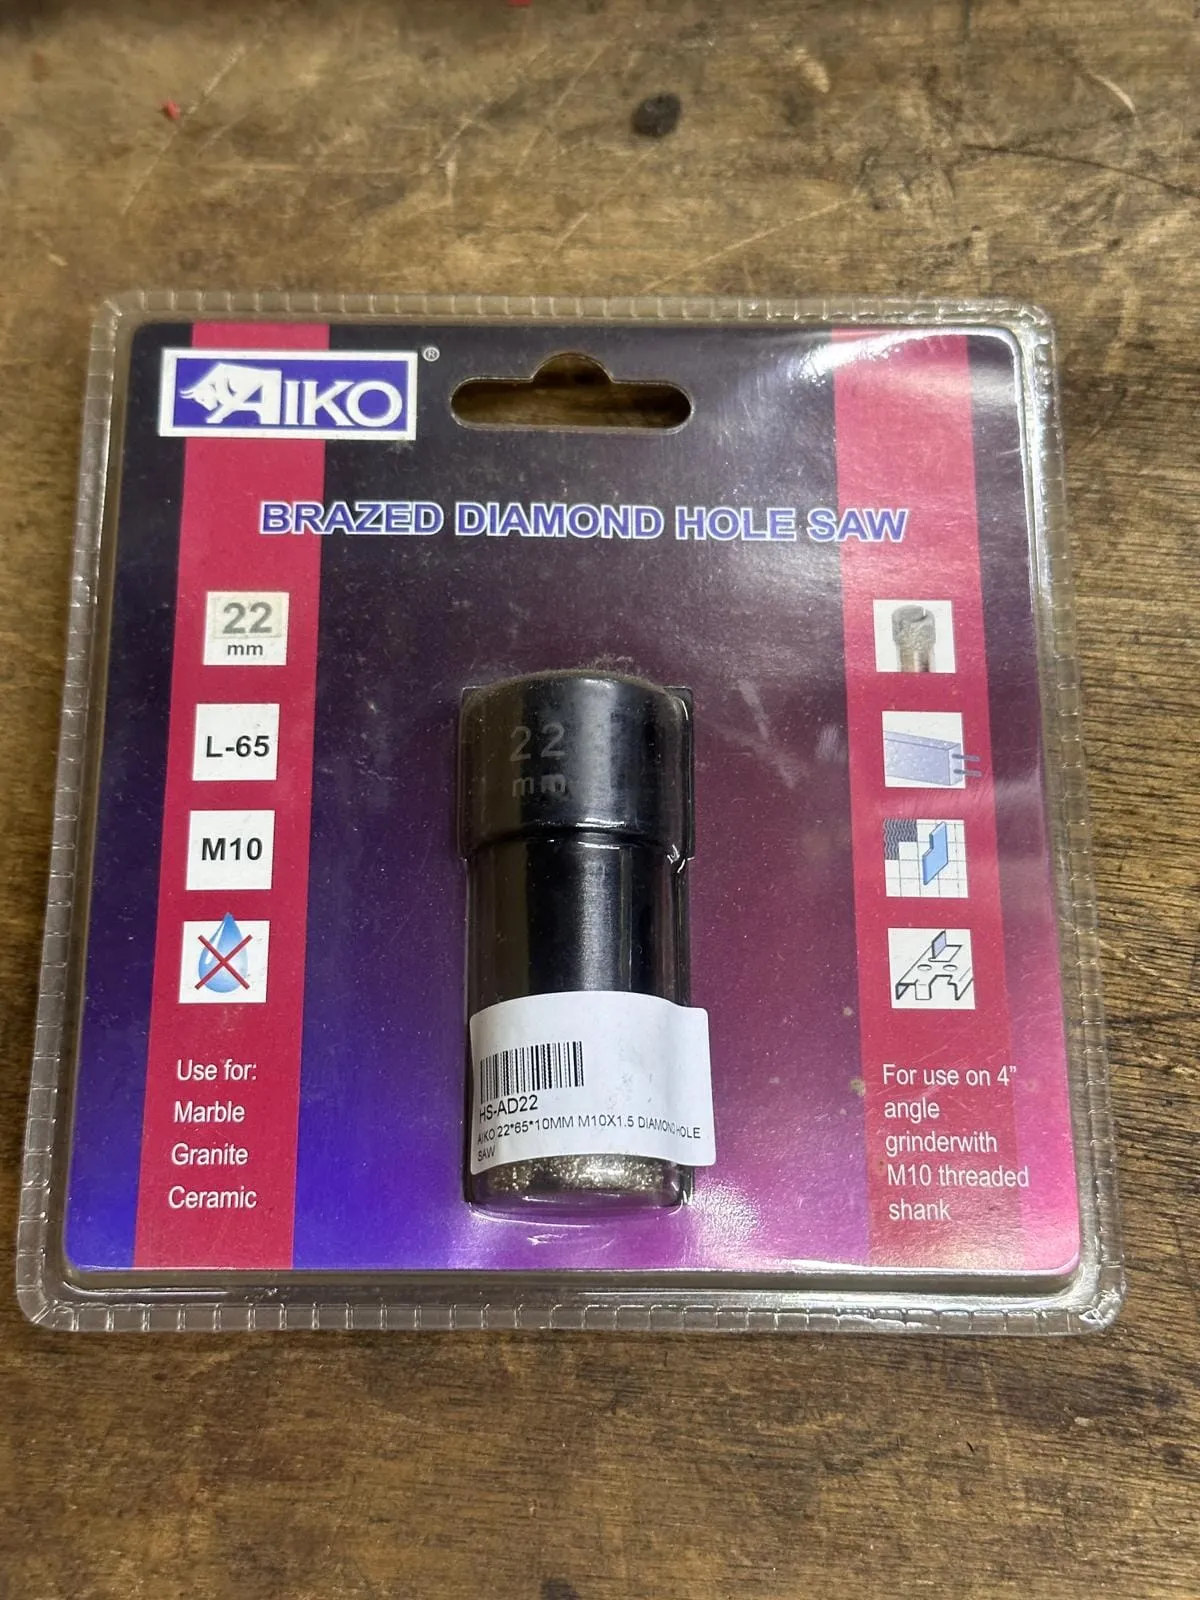 AIKO®
BRAZED DIAMOND HOLE SAW
22
mm
L-65
M10
Use for:
Marble
Granite
Ceramic
22
mm
HS-AD22
AIKO 22*65*10MM M10X1.5 DIAMOND HOLE
SAW
For use on 4"
angle
grinderwith
M10 threaded
shank